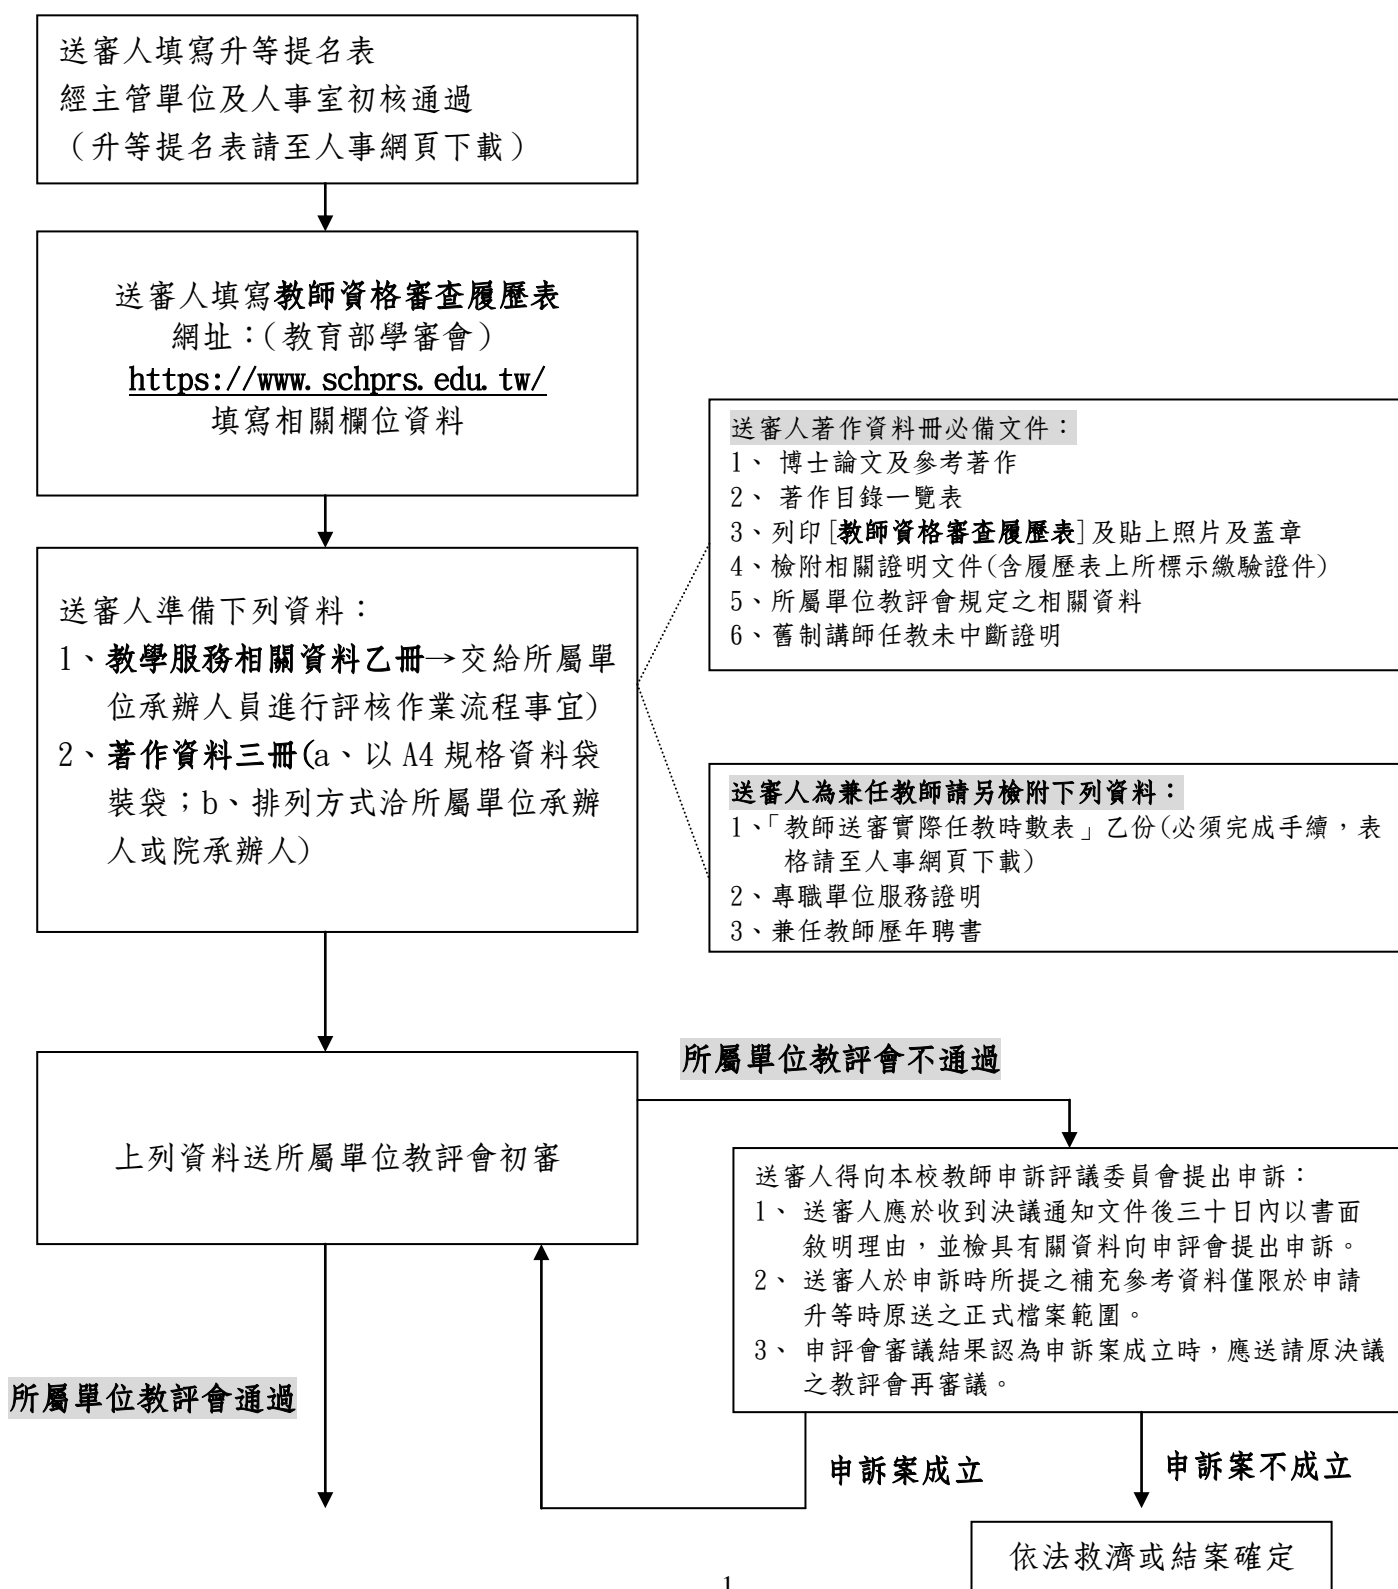 送審人填寫升等提名表
經主管單位及人事室初核通過
（升等提名表請至人事網頁下載）
送審人填寫教師資格審查履歷表
網址：（教育部學審會）
https://www.schprs.edu.tw/
填寫相關欄位資料
送審人著作資料冊必備文件：
1、 博士論文及參考著作
2、 著作目錄一覽表
3、列印[教師資格審查履歷表]及貼上照片及蓋章
4、檢附相關證明文件(含履歷表上所標示繳驗證件)
5、所屬單位教評會規定之相關資料
6、舊制講師任教未中斷證明
送審人準備下列資料：
1、教學服務相關資料乙冊→交給所屬單
位承辦人員進行評核作業流程事宜)
2、著作資料三冊(a、以 A4 規格資料袋
裝袋；b、排列方式洽所屬單位承辦
人或院承辦人)
送審人為兼任教師請另檢附下列資料：
1、「教師送審實際任教時數表」乙份(必須完成手續，表
格請至人事網頁下載)
2、專職單位服務證明
3、兼任教師歷年聘書
所屬單位教評會不通過
上列資料送所屬單位教評會初審
送審人得向本校教師申訴評議委員會提出申訴：
1、 送審人應於收到決議通知文件後三十日內以書面
敘明理由，並檢具有關資料向申評會提出申訴。
2、 送審人於申訴時所提之補充參考資料僅限於申請
升等時原送之正式檔案範圍。
3、 申評會審議結果認為申訴案成立時，應送請原決議
之教評會再審議。
所屬單位教評會通過
申訴案成立
申訴案不成立
依法救濟或結案確定
1